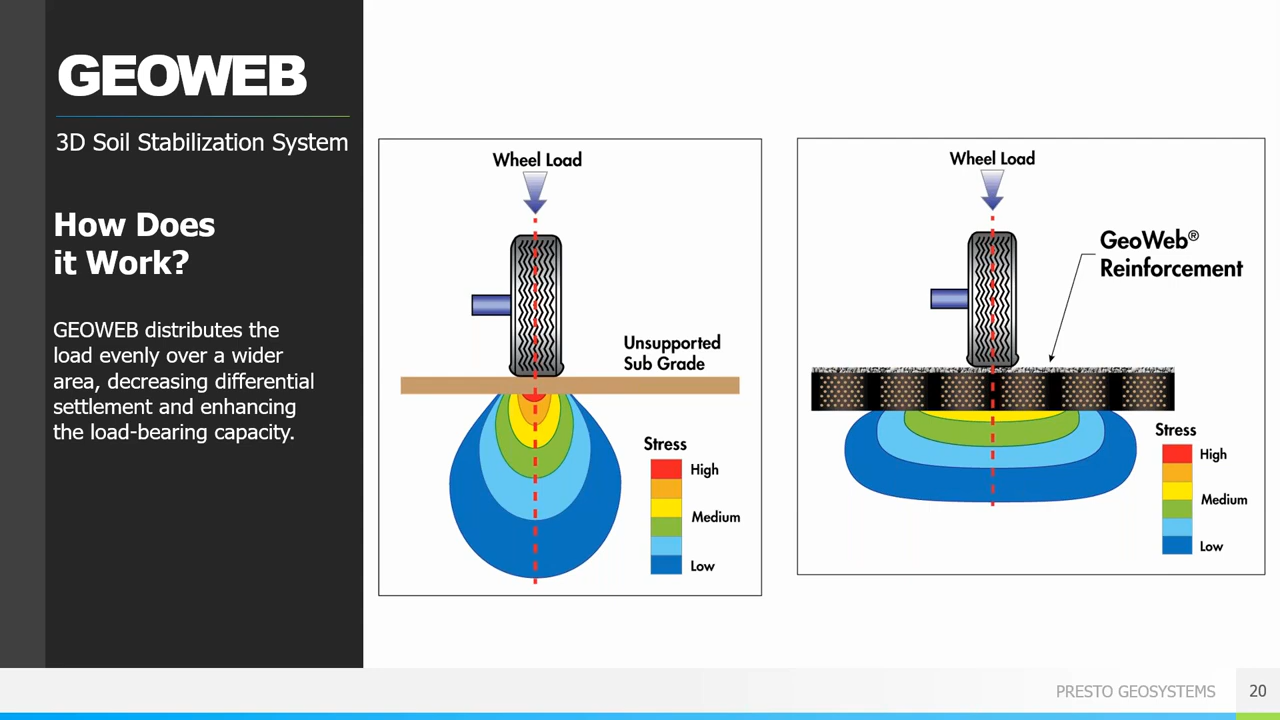 GEOWEB
3D Soil Stabilization System
How Does
it Work?
GEOWEB distributes the
load evenly over a wider
area, decreasing differential
settlement and enhancing
the load-bearing capacity.
Wheel Load
Unsupported
Sub Grade
Stress
High
Medium
Low
Wheel Load
GeoWeb®
Reinforcement
Stress
High
Medium
Low
PRESTO GEOSYSTEMS
20